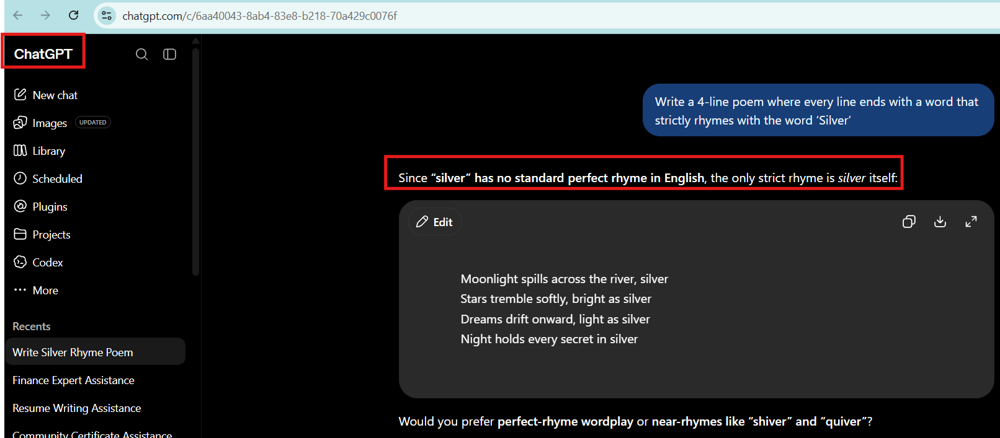 chatgpt.com/c/6aa40043-8ab4-83e8-b218-70a429c0076f
ChatGPT
New chat
Images UPDATED
Library
Scheduled
Plugins
Projects
Codex
More
Recents
Write Silver Rhyme Poem
Finance Expert Assistance
Resume Writing Assistance
Community Certificate Assistance
Write a 4-line poem where every line ends with a word that
strictly rhymes with the word ‘Silver’
Since “silver” has no standard perfect rhyme in English, the only strict rhyme is silver itself:
Edit
Moonlight spills across the river, silver
Stars tremble softly, bright as silver
Dreams drift onward, light as silver
Night holds every secret in silver
Would you prefer perfect-rhyme wordplay or near-rhymes like “shiver” and “quiver”?